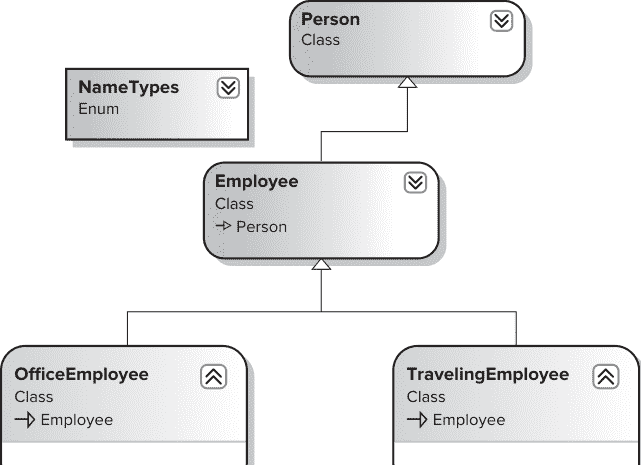 Person
Class
NameTypes
Enum
Employee
Class
Person
OfficeEmployee
Class
Employee
TravelingEmployee
Class
Employee